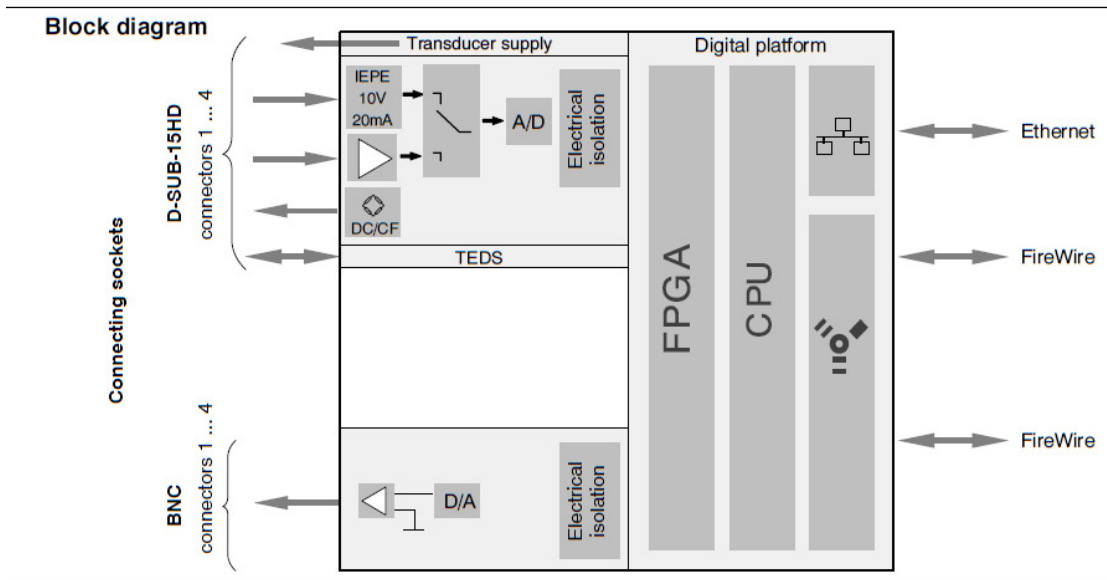 Block diagram
Transducer supply
Digital platform
IEPE
10V
20mA
A/D
Electrical
isolation
DC/CF
TEDS
D-SUB-15HD
connectors 1 ... 4
Connecting sockets
BNC
connectors 1 ... 4
D/A
Electrical
isolation
FPGA
CPU
Ethernet
FireWire
FireWire